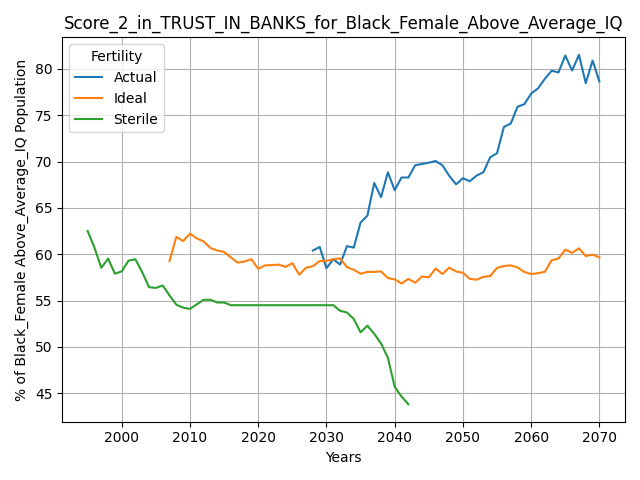 Score_2_in_TRUST_IN_BANKS_for_Black_Female_Above_Average_IQ
Fertility
Actual
Ideal
Sterile
% of Black_Female Above_Average_IQ Population
80
75
70
65
60
55
50
45
2000
2010
2020
2030
2040
2050
2060
2070
Years